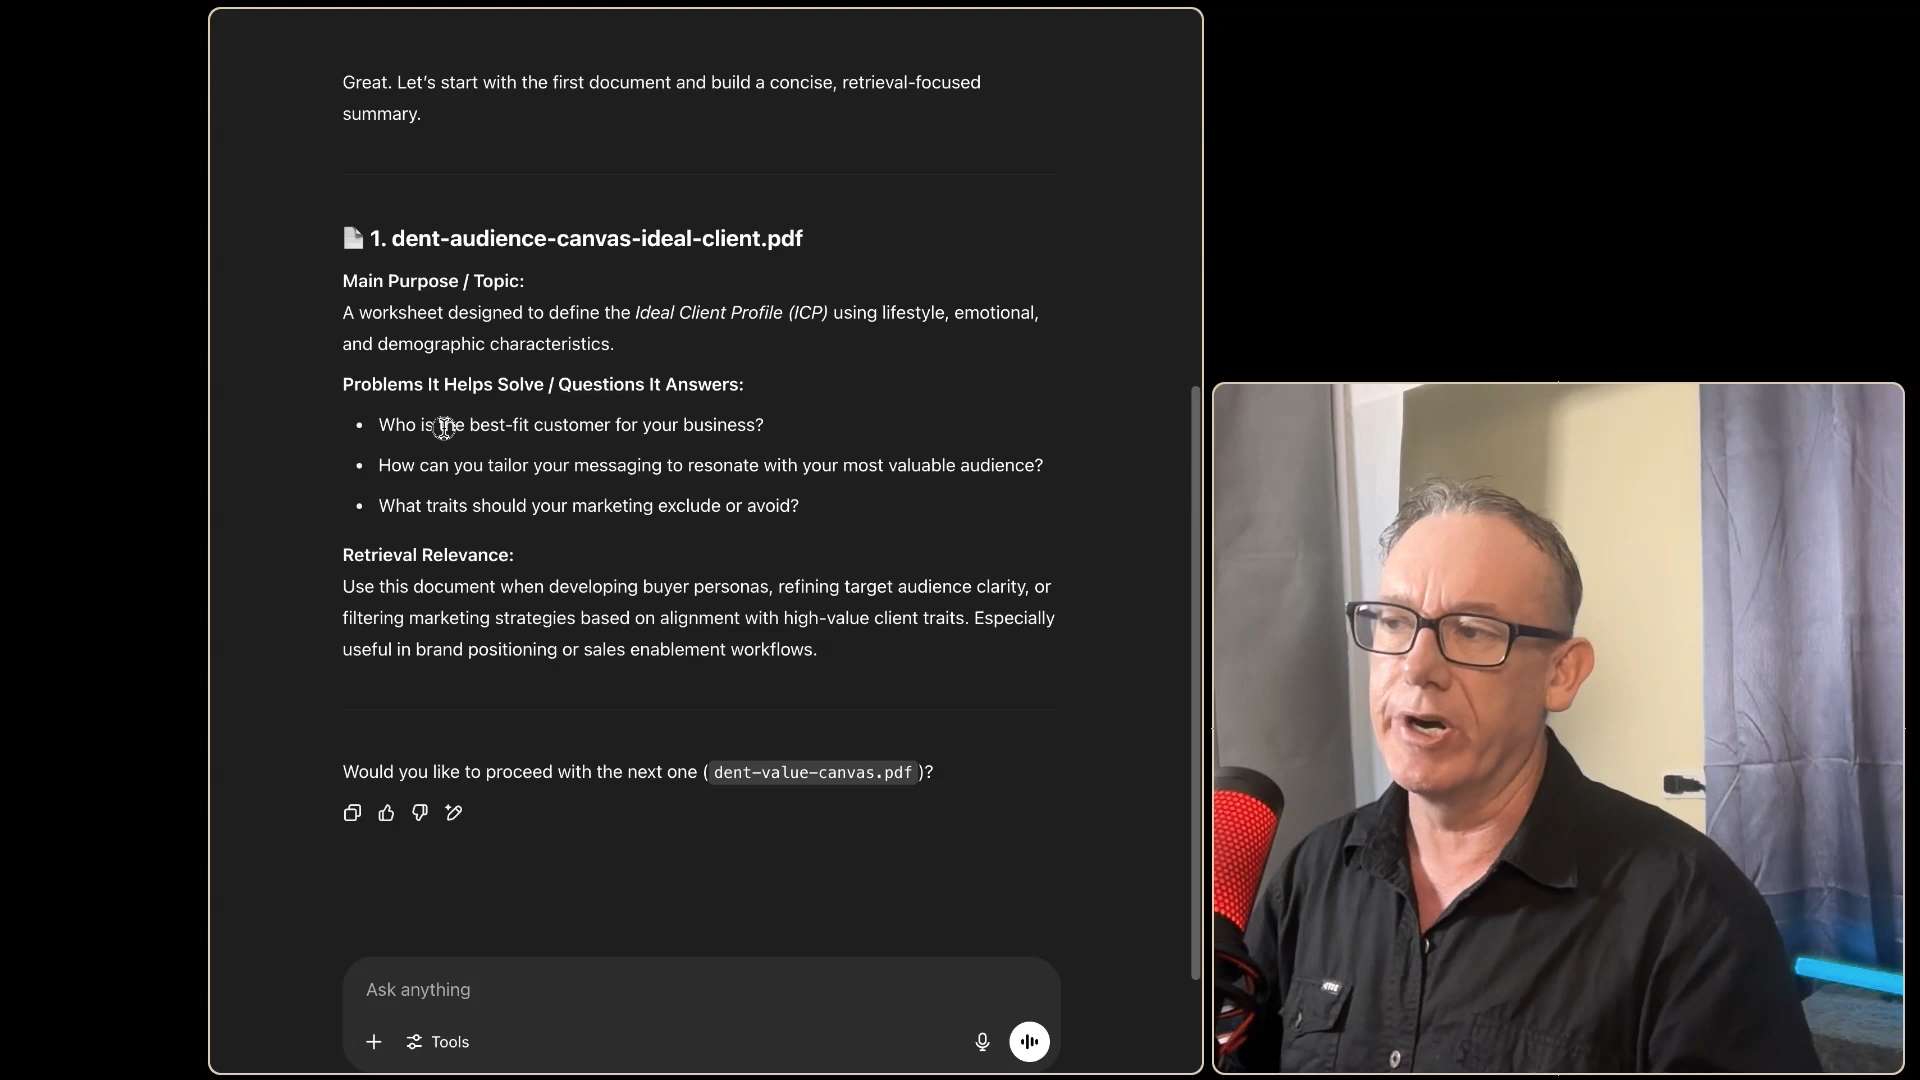 Great. Let’s start with the first document and build a concise, retrieval-focused
summary.
1. dent-audience-canvas-ideal-client.pdf
Main Purpose / Topic:
A worksheet designed to define the Ideal Client Profile (ICP) using lifestyle, emotional,
and demographic characteristics.
Problems It Helps Solve / Questions It Answers:
• Who is the best-fit customer for your business?
• How can you tailor your messaging to resonate with your most valuable audience?
• What traits should your marketing exclude or avoid?
Retrieval Relevance:
Use this document when developing buyer personas, refining target audience clarity, or
filtering marketing strategies based on alignment with high-value client traits. Especially
useful in brand positioning or sales enablement workflows.
Would you like to proceed with the next one (dent-value-canvas.pdf)?
Ask anything
Tools